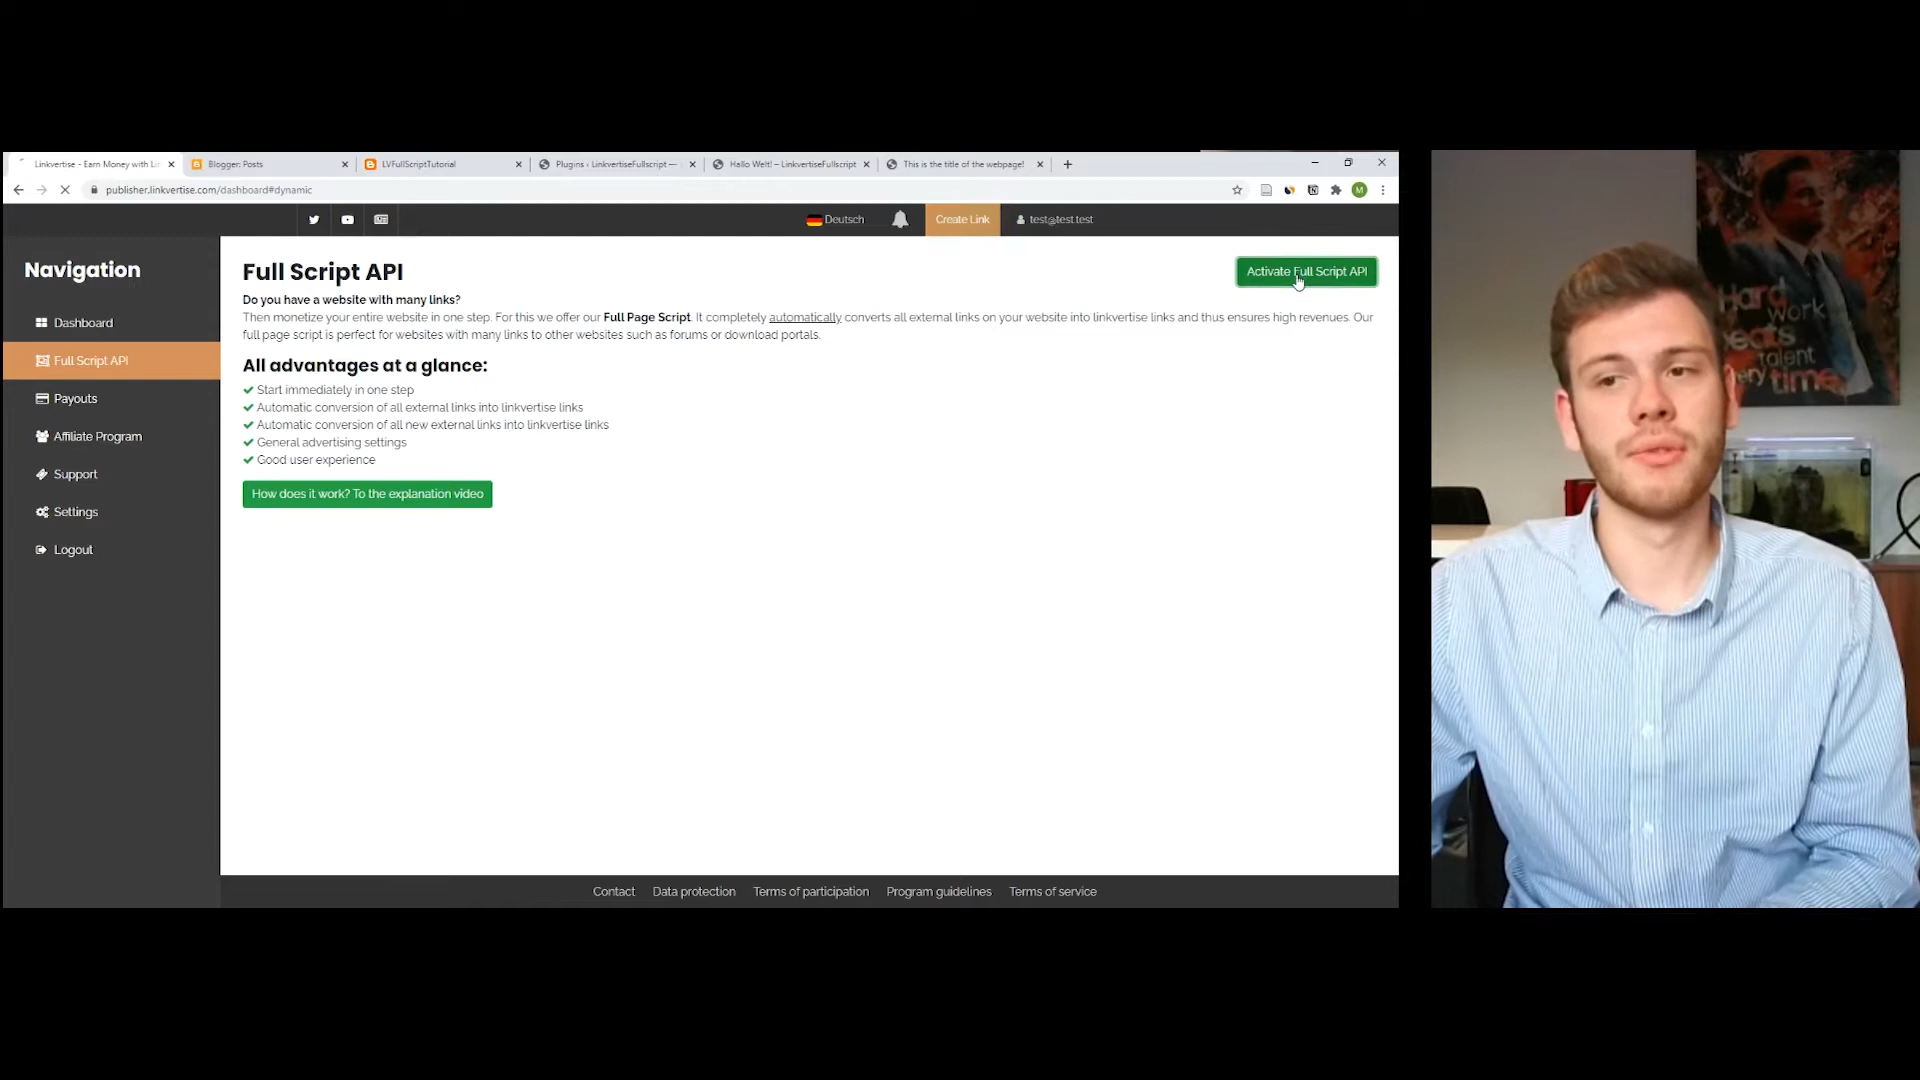 Linkvertise - Earn Money with Li
Blogger: Posts
LVFullScriptTutorial
Plugins ‹ LinkvertiseFullscript —
Hallo Welt! – LinkvertiseFullscript
This is the title of the webpage!
publisher.linkvertise.com/dashboard#dynamic
M
Deutsch
Create Link
test@test.test
Navigation
Dashboard
Full Script API
Payouts
Affiliate Program
Support
Settings
Logout
Full Script API
Activate Full Script API
Do you have a website with many links?
Then monetize your entire website in one step. For this we offer our Full Page Script. It completely automatically converts all external links on your website into linkvertise links and thus ensures high revenues. Our
full page script is perfect for websites with many links to other websites such as forums or download portals.
All advantages at a glance:
Start immediately in one step
Automatic conversion of all external links into linkvertise links
Automatic conversion of all new external links into linkvertise links
General advertising settings
Good user experience
How does it work? To the explanation video
Contact
Data protection
Terms of participation
Program guidelines
Terms of service
Hard
work
beats
talent
every
time.